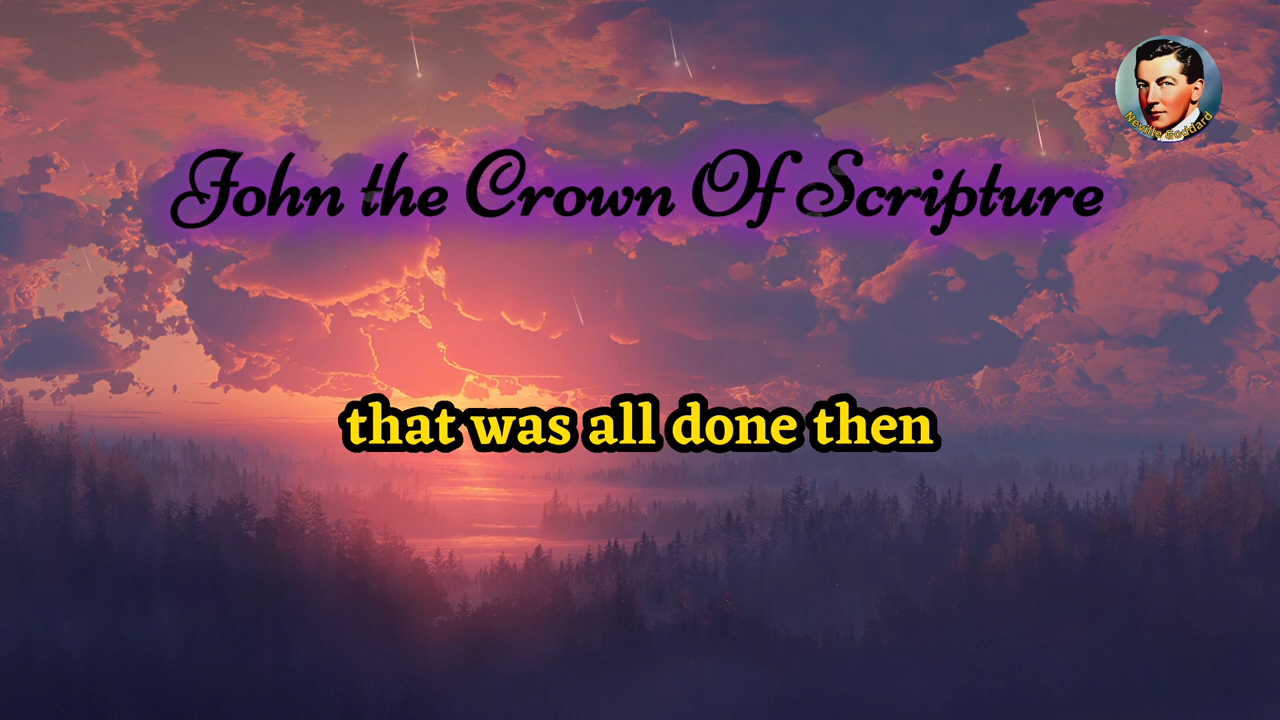 Neville Goddard
John the Crown Of Scripture
that was all done then